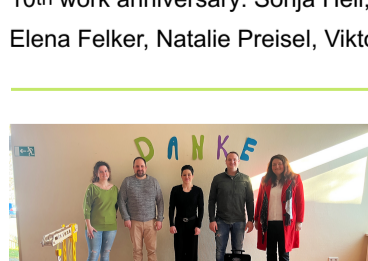 10th work anniversary: Sonja Heil,
Elena Felker, Natalie Preisel, Vikto
DANKE